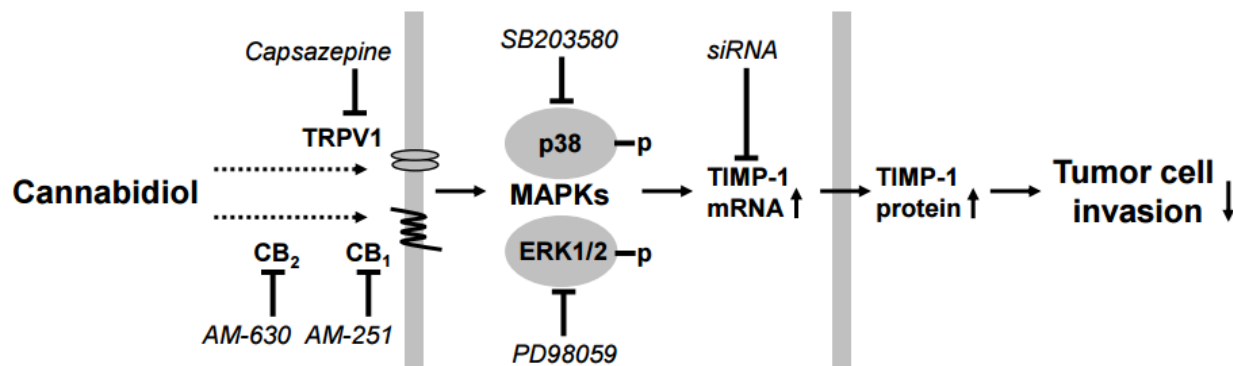 Capsazepine
SB203580
siRNA
TRPV1
p38
p
Cannabidiol
MAPKs
TIMP-1
mRNA
TIMP-1
protein
Tumor cell
invasion
CB₂
CB₁
ERK1/2
p
AM-630
AM-251
PD98059